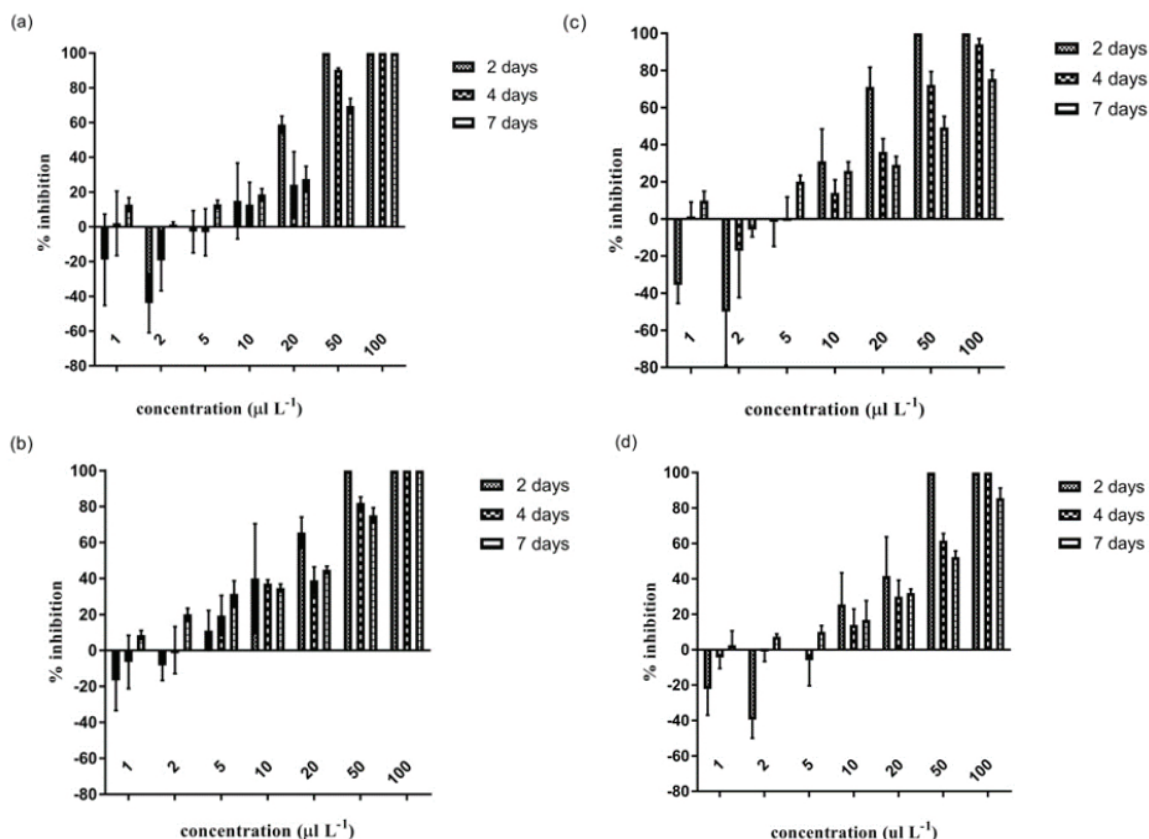 (a)
100
80
60
40
20
0
-20
-40
-60
-80
% inhibition
1 2 5 10 20 50 100
concentration (µl L-1)
2 days
4 days
7 days
(c)
100
80
60
40
20
0
-20
-40
-60
-80
% inhibition
1 2 5 10 20 50 100
concentration (µl L-1)
2 days
4 days
7 days
(b)
100
80
60
40
20
0
-20
-40
-60
-80
% inhibition
1 2 5 10 20 50 100
concentration (µl L-1)
2 days
4 days
7 days
(d)
100
80
60
40
20
0
-20
-40
-60
-80
% inhibition
1 2 5 10 20 50 100
concentration (ul L-1)
2 days
4 days
7 days